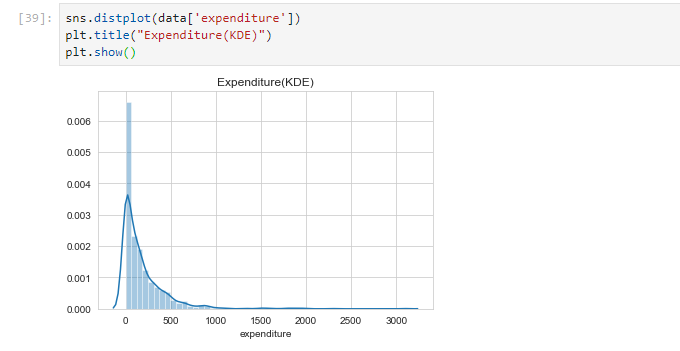 [39]: sns.distplot(data['expenditure'])
plt.title("Expenditure(KDE)")
plt.show()
Expenditure(KDE)
0.006
0.005
0.004
0.003
0.002
0.001
0.000
0 500 1000 1500 2000 2500 3000
expenditure